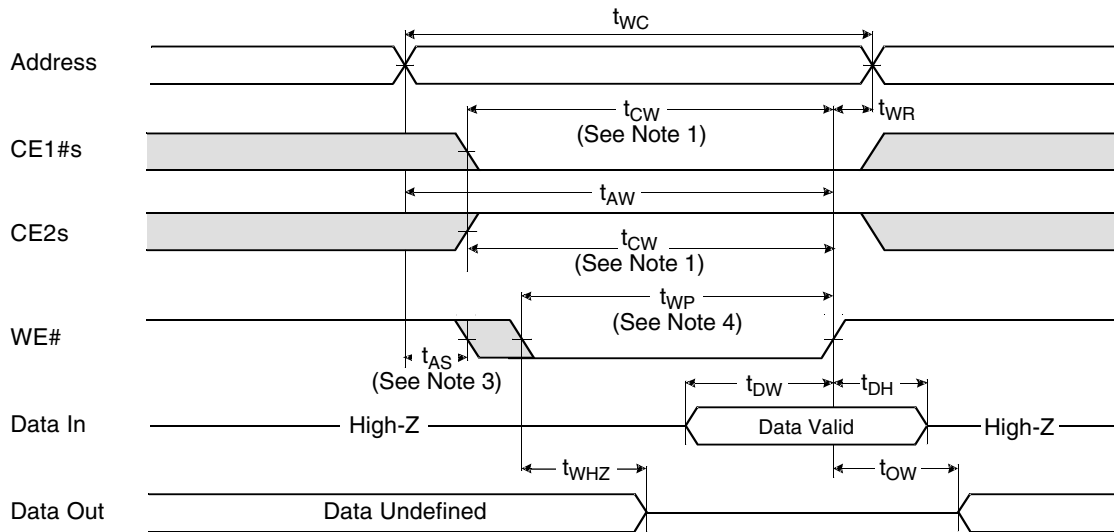 tWC
Address
tCW
(See Note 1)
tWR
CE1#s
tAW
CE2s
tCW
(See Note 1)
tWP
(See Note 4)
WE#
tAS
(See Note 3)
tDW
tDH
Data In
High-Z
Data Valid
High-Z
tWHZ
tOW
Data Out
Data Undefined